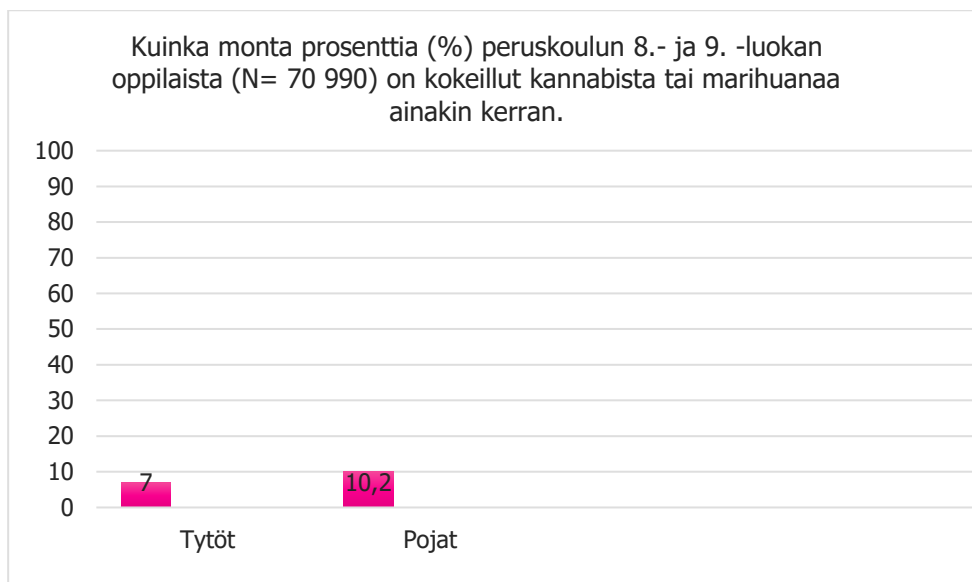 Kuinka monta prosenttia (%) peruskoulun 8.- ja 9. -luokan
oppilaista (N= 70 990) on kokeillut kannabista tai marihuanaa
ainakin kerran.
100
90
80
70
60
50
40
30
20
10
0
7
10,2
Tytöt
Pojat